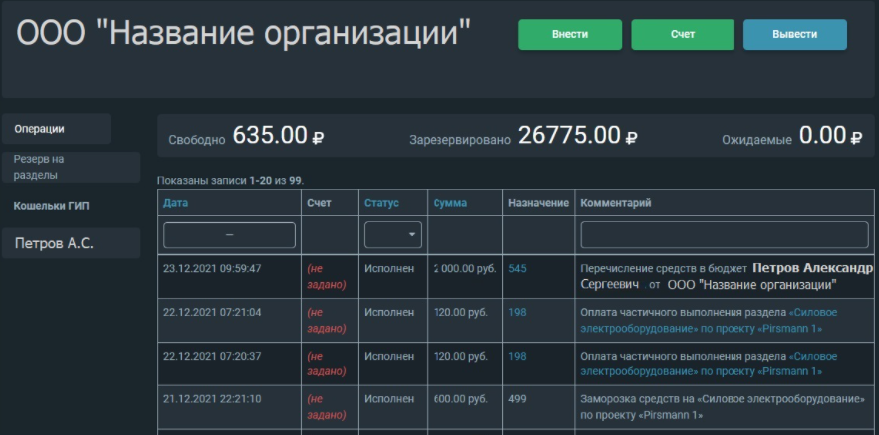 ООО "Название организации"
Внести
Счет
Вывести
Операции
Резерв на
разделы
Кошельки ГИП
Петров А.С.
Свободно 635.00 ₽
Зарезервировано 26775.00 ₽
Ожидаемые 0.00 ₽
Показаны записи 1-20 из 99.
Дата Счет Статус Сумма Назначение Комментарий
—
23.12.2021 09:59:47 (не Исполнен 2 000.00 руб. 545 Перечисление средств в бюджет Петров Александр
задано) Сергеевич от ООО "Название организации"
22.12.2021 07:21:04 (не Исполнен 120.00 руб. 198 Оплата частичного выполнения раздела «Силовое
задано) электрооборудование» по проекту «Pirsmann 1»
22.12.2021 07:20:37 (не Исполнен 120.00 руб. 198 Оплата частичного выполнения раздела «Силовое
задано) электрооборудование» по проекту «Pirsmann 1»
21.12.2021 22:21:10 (не Исполнен 600.00 руб. 499 Заморозка средств на «Силовое электрооборудование»
задано) по проекту «Pirsmann 1»